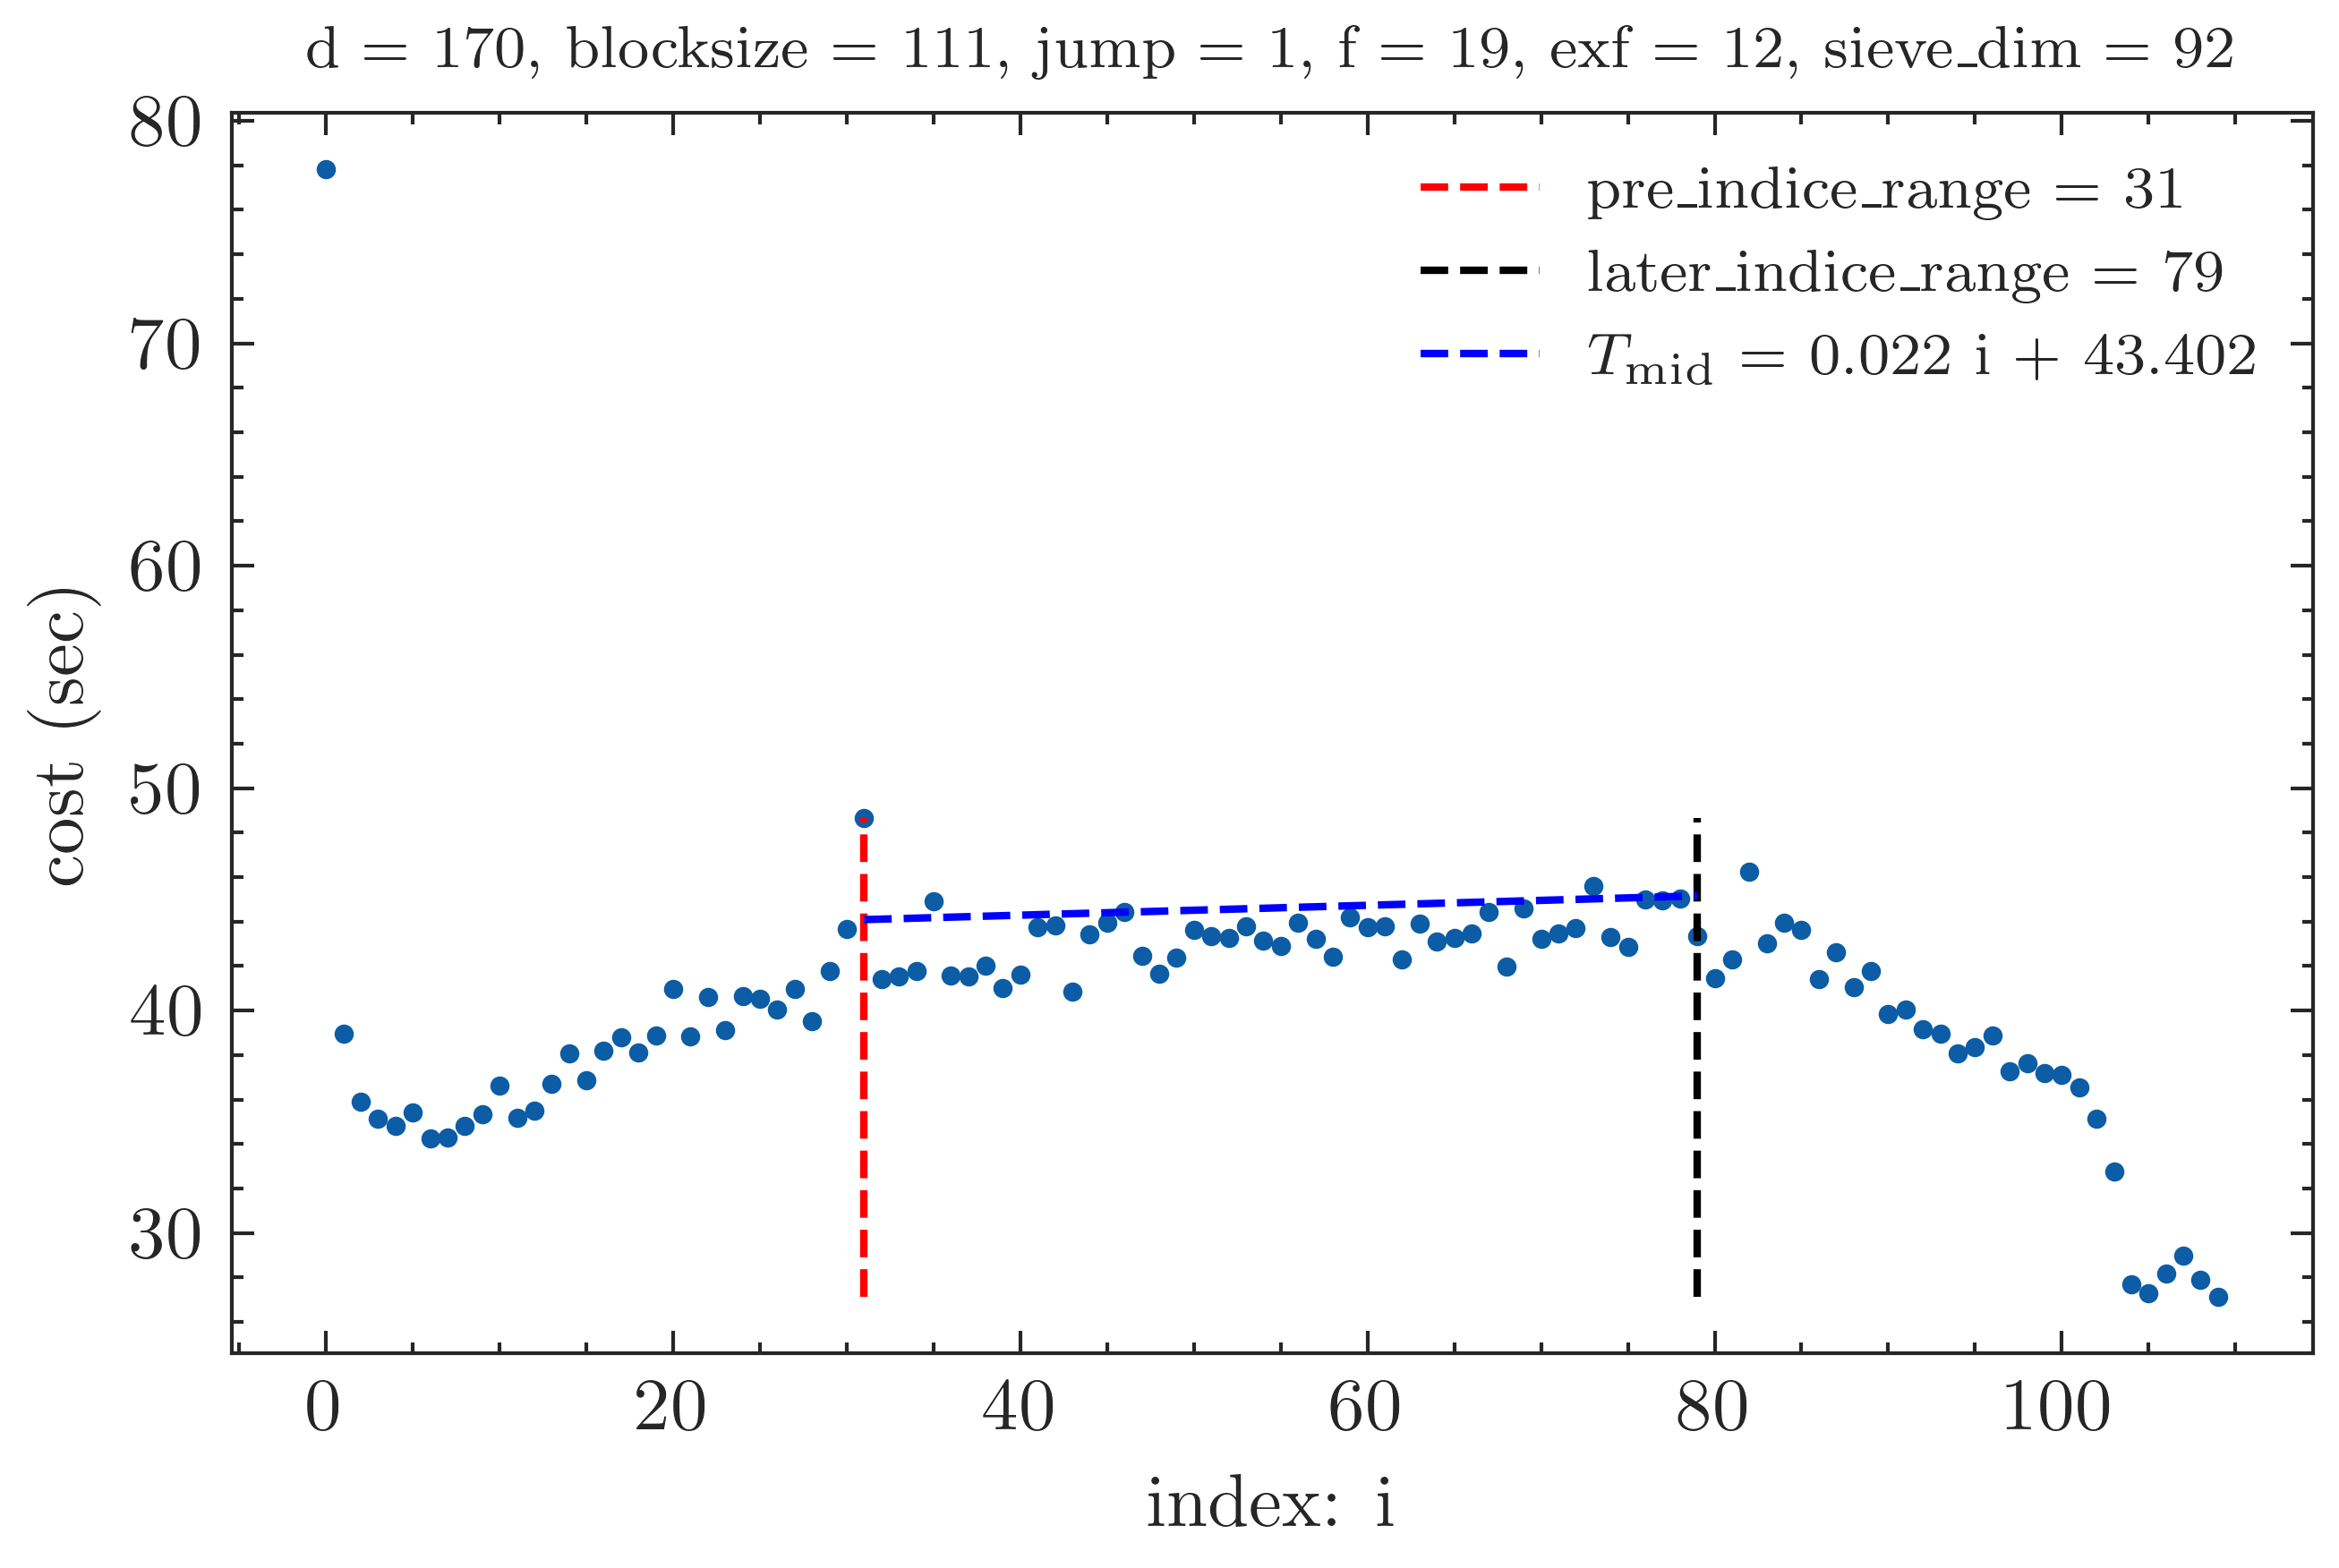 d = 170, blocksize = 111, jump = 1, f = 19, exf = 12, sieve_dim = 92
80
70
60
50
40
30
cost (sec)
pre_indice_range = 31
later_indice_range = 79
T_mid = 0.022 i + 43.402
0 20 40 60 80 100
index: i